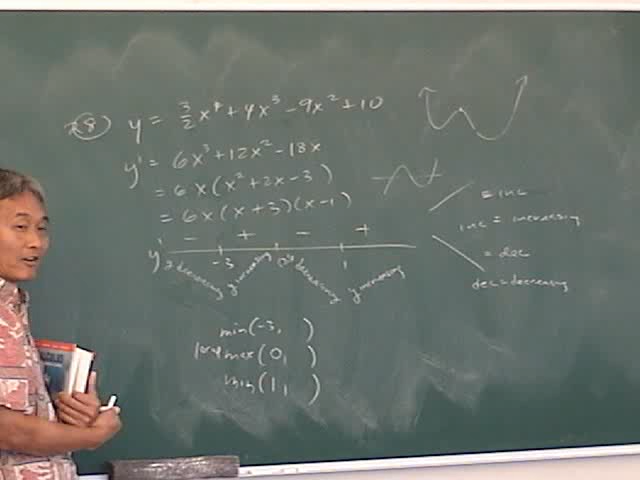 28) y = 3/2 x⁴ + 4x³ - 9x² + 10
y' = 6x³ + 12x² - 18x
= 6x(x² + 2x - 3)
= 6x(x + 3)(x - 1)
- + - +
y' -3 0 1
y decreasing y increasing y decreasing y increasing
min(-3, )
local max(0, )
min(1, )
= inc
inc = increasing
= dec
dec = decreasing